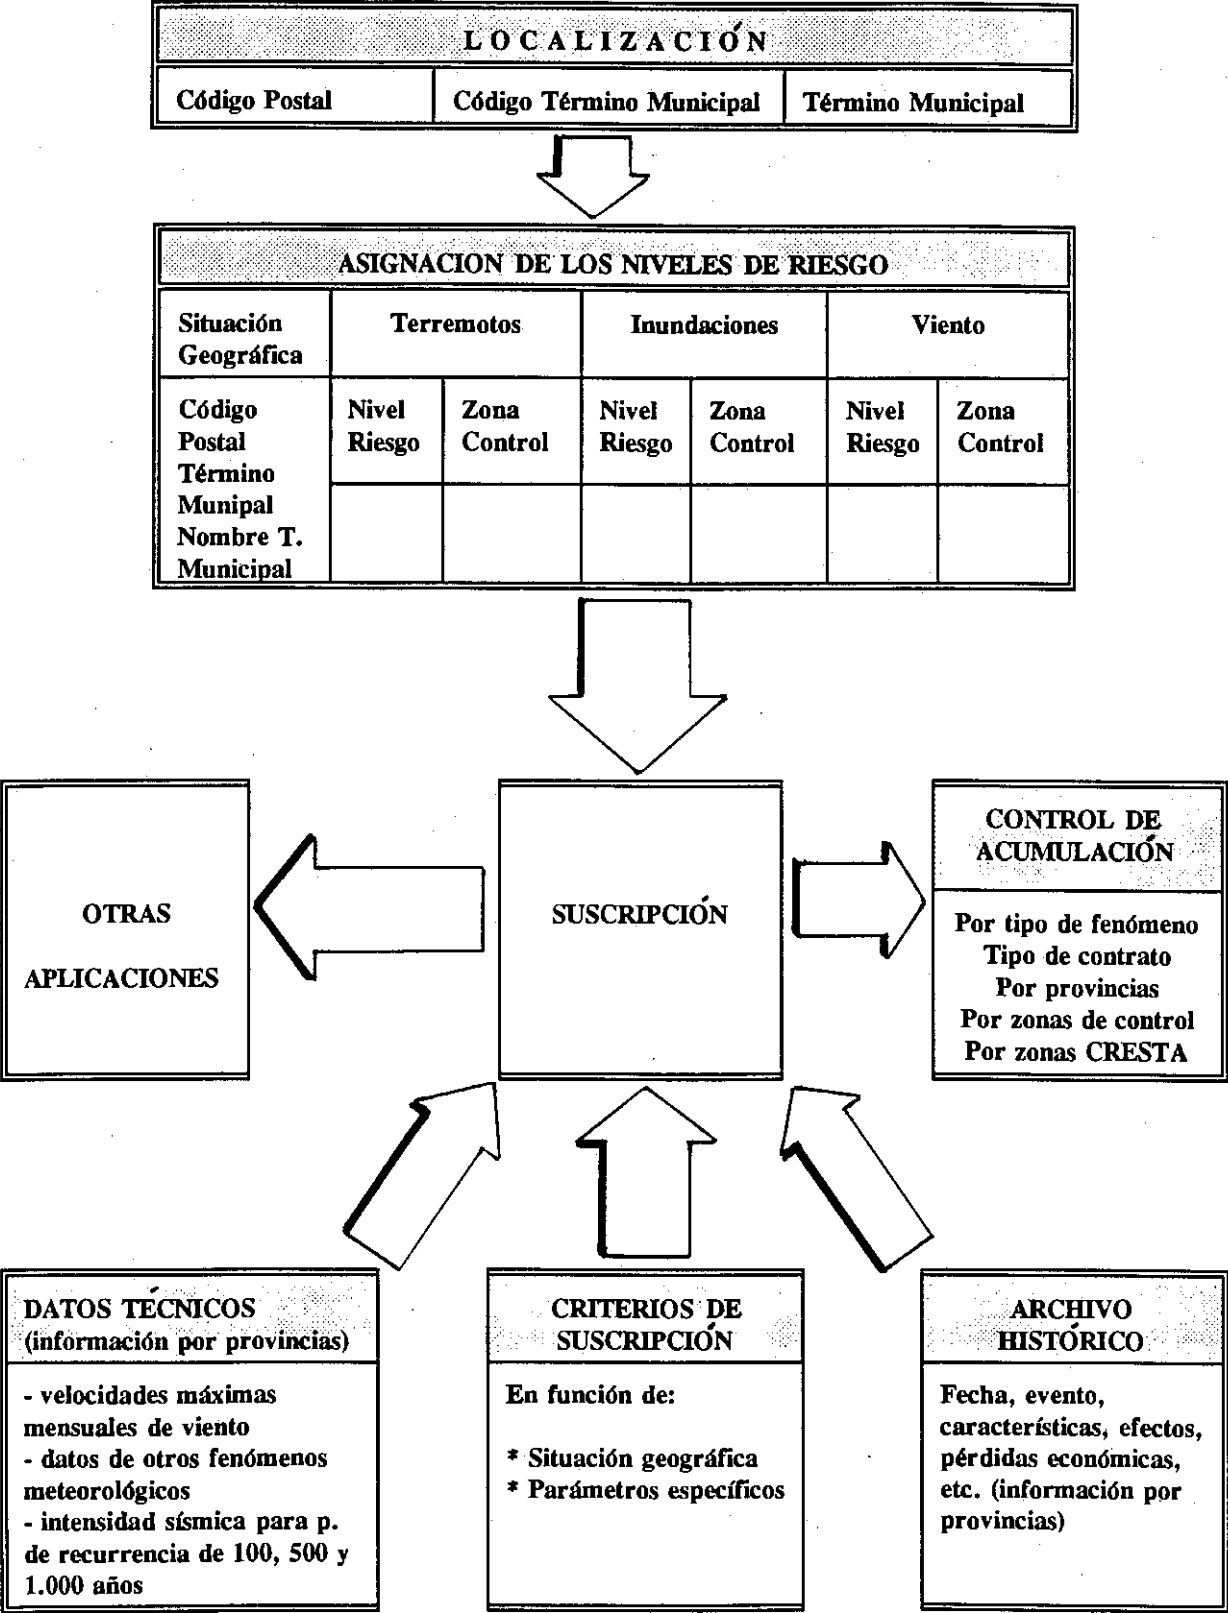 LOCALIZACIÓN
Código Postal
Código Término Municipal
Término Municipal
ASIGNACION DE LOS NIVELES DE RIESGO
Situación
Geográfica
Terremotos
Inundaciones
Viento
Código
Postal
Término
Munipal
Nombre T.
Municipal
Nivel
Riesgo
Zona
Control
Nivel
Riesgo
Zona
Control
Nivel
Riesgo
Zona
Control
OTRAS
APLICACIONES
SUSCRIPCIÓN
CONTROL DE
ACUMULACIÓN
Por tipo de fenómeno
Tipo de contrato
Por provincias
Por zonas de control
Por zonas CRESTA
DATOS TÉCNICOS
(información por provincias)
- velocidades máximas
mensuales de viento
- datos de otros fenómenos
meteorológicos
- intensidad sísmica para p.
de recurrencia de 100, 500 y
1.000 años
CRITERIOS DE
SUSCRIPCIÓN
En función de:
* Situación geográfica
* Parámetros específicos
ARCHIVO
HISTÓRICO
Fecha, evento,
características, efectos,
pérdidas económicas,
etc. (información por
provincias)